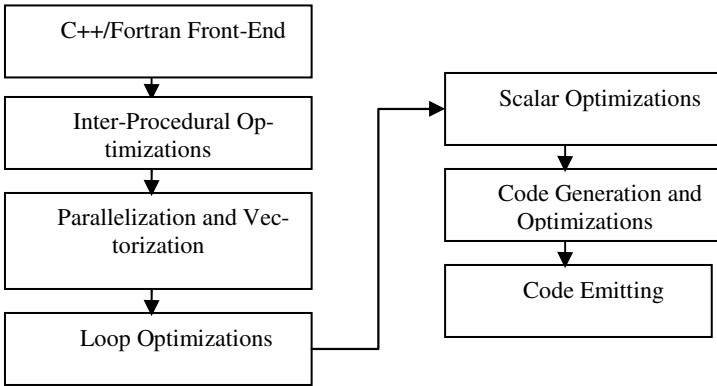 C++/Fortran Front-End
Inter-Procedural Op-
timizations
Parallelization and Vec-
torization
Loop Optimizations
Scalar Optimizations
Code Generation and
Optimizations
Code Emitting